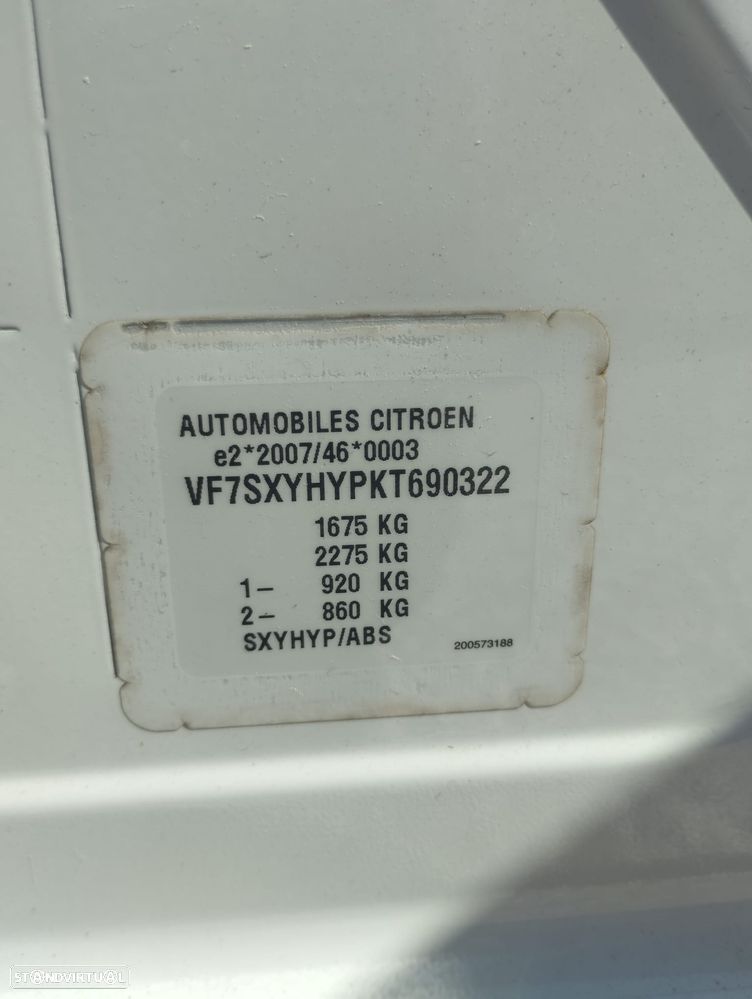 AUTOMOBILES CITROEN
e2*2007/46*0003
VF7SXYHYPKT690322
1675 KG
2275 KG
1- 920 KG
2- 860 KG
SXYHYP/ABS 200573188
STANDVIRTUAL